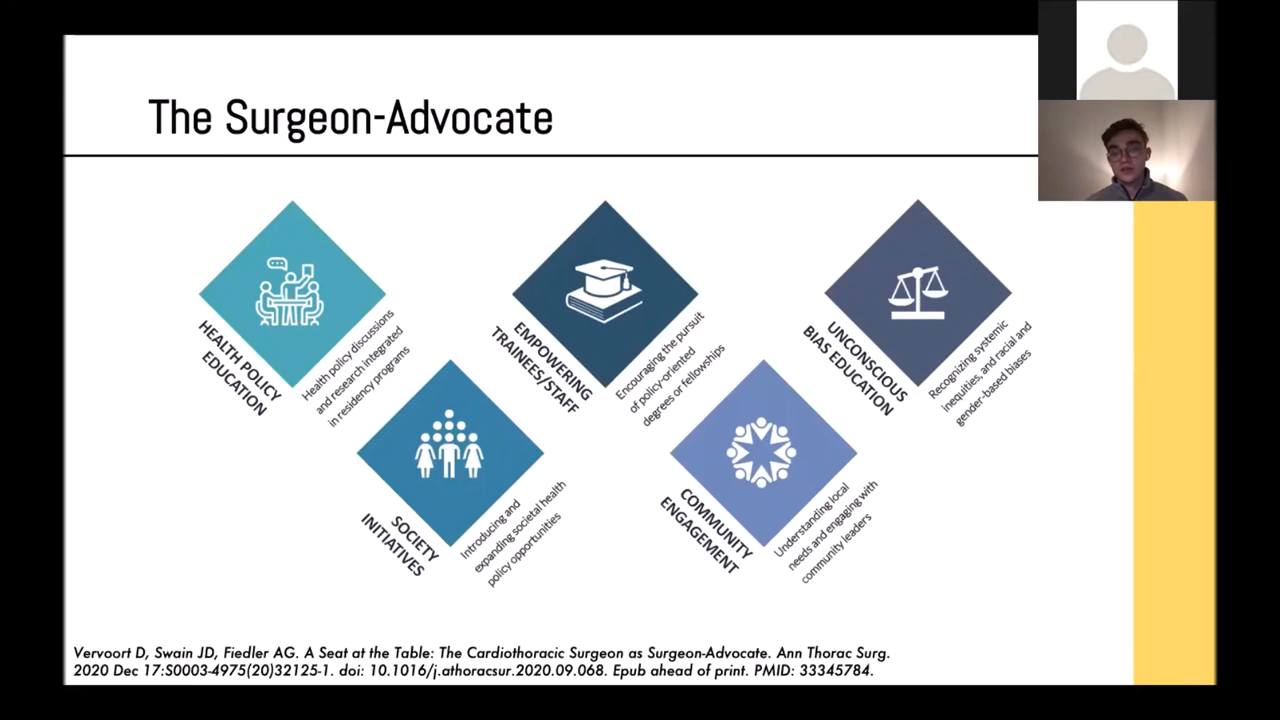 The Surgeon-Advocate
HEALTH POLICY
EDUCATION
Health policy discussions
and research integrated
in residency programs
SOCIETY
INITIATIVES
Introducing and
expanding societal health
policy opportunities
EMPOWERING
TRAINEES/STAFF
Encouraging the pursuit
of policy-oriented
degrees or fellowships
COMMUNITY
ENGAGEMENT
Understanding local
needs and engaging with
community leaders
UNCONSCIOUS
BIAS EDUCATION
Recognizing systemic
inequities, and racial and
gender-based biases
Vervoort D, Swain JD, Fiedler AG. A Seat at the Table: The Cardiothoracic Surgeon as Surgeon-Advocate. Ann Thorac Surg.
2020 Dec 17:S0003-4975(20)32125-1. doi: 10.1016/j.athoracsur.2020.09.068. Epub ahead of print. PMID: 33345784.